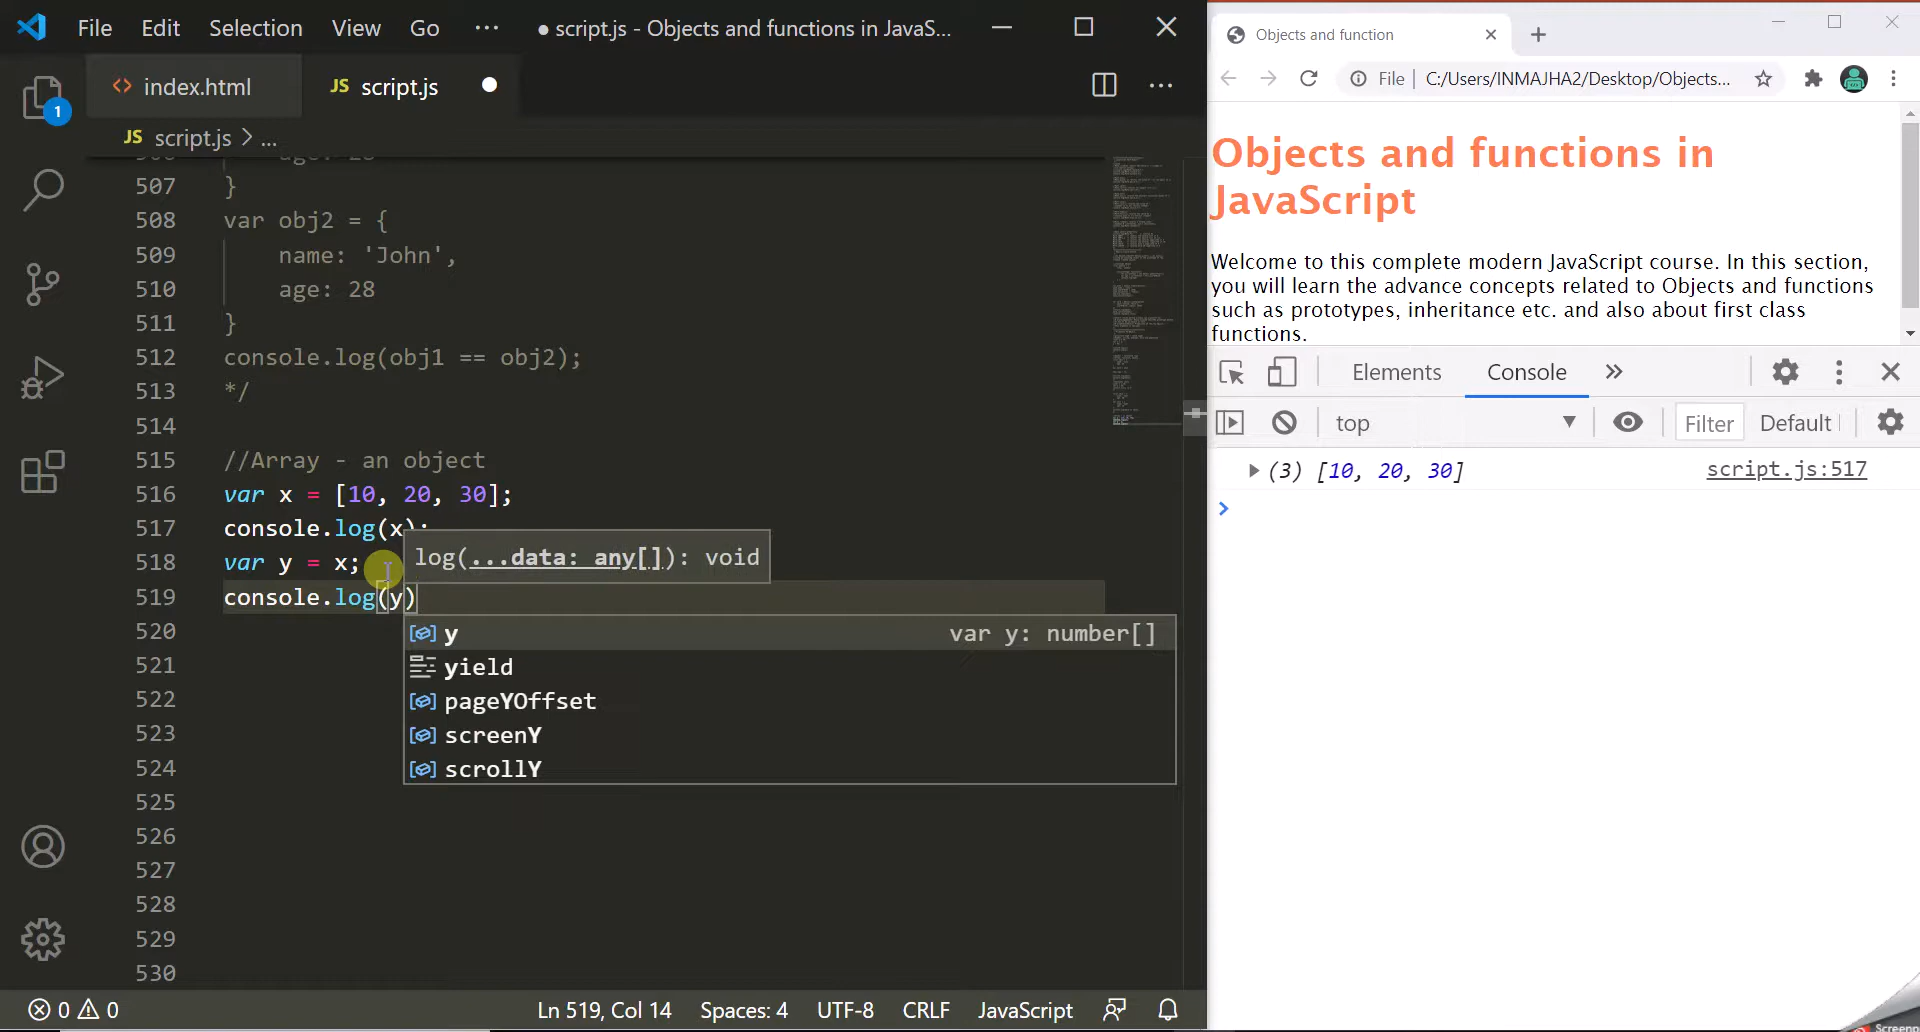 File Edit Selection View Go ··· ● script.js - Objects and functions in JavaS...
index.html
JS script.js
JS script.js > ...
1
507 }
508 var obj2 = {
509 name: 'John',
510 age: 28
511 }
512 console.log(obj1 == obj2);
513 */
514
515 //Array - an object
516 var x = [10, 20, 30];
517 console.log(x);
518 var y = x;
log(...data: any[]): void
519 console.log(y)
520
y var y: number[]
521
yield
522
pageYOffset
523
screenY
524
scrollY
525
526
527
528
529
530
0 0
Ln 519, Col 14 Spaces: 4 UTF-8 CRLF JavaScript
Objects and function
File | C:/Users/INMAJHA2/Desktop/Objects...
Objects and functions in
JavaScript
Welcome to this complete modern JavaScript course. In this section,
you will learn the advance concepts related to Objects and functions
such as prototypes, inheritance etc. and also about first class
functions.
Elements Console »
top Filter Default
(3) [10, 20, 30] script.js:517
>